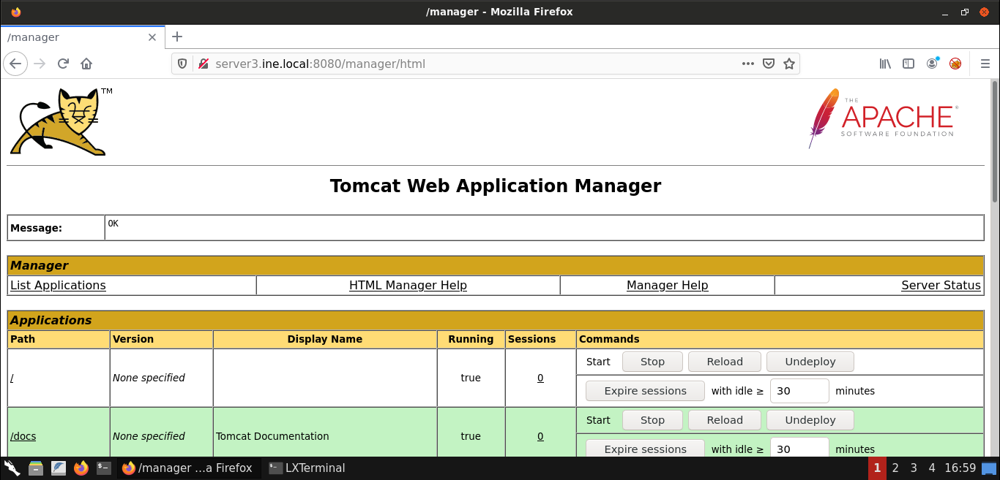 /manager - Mozilla Firefox
/manager
server3.ine.local:8080/manager/html
TM
THE
APACHE®
SOFTWARE FOUNDATION
Tomcat Web Application Manager
Message: OK
Manager
List Applications HTML Manager Help Manager Help Server Status
Applications
Path Version Display Name Running Sessions Commands
/ None specified true 0 Start Stop Reload Undeploy
Expire sessions with idle ≥ 30 minutes
/docs None specified Tomcat Documentation true 0 Start Stop Reload Undeploy
Expire sessions with idle ≥ 30 minutes
/manager ...a Firefox LXTerminal 1 2 3 4 16:59